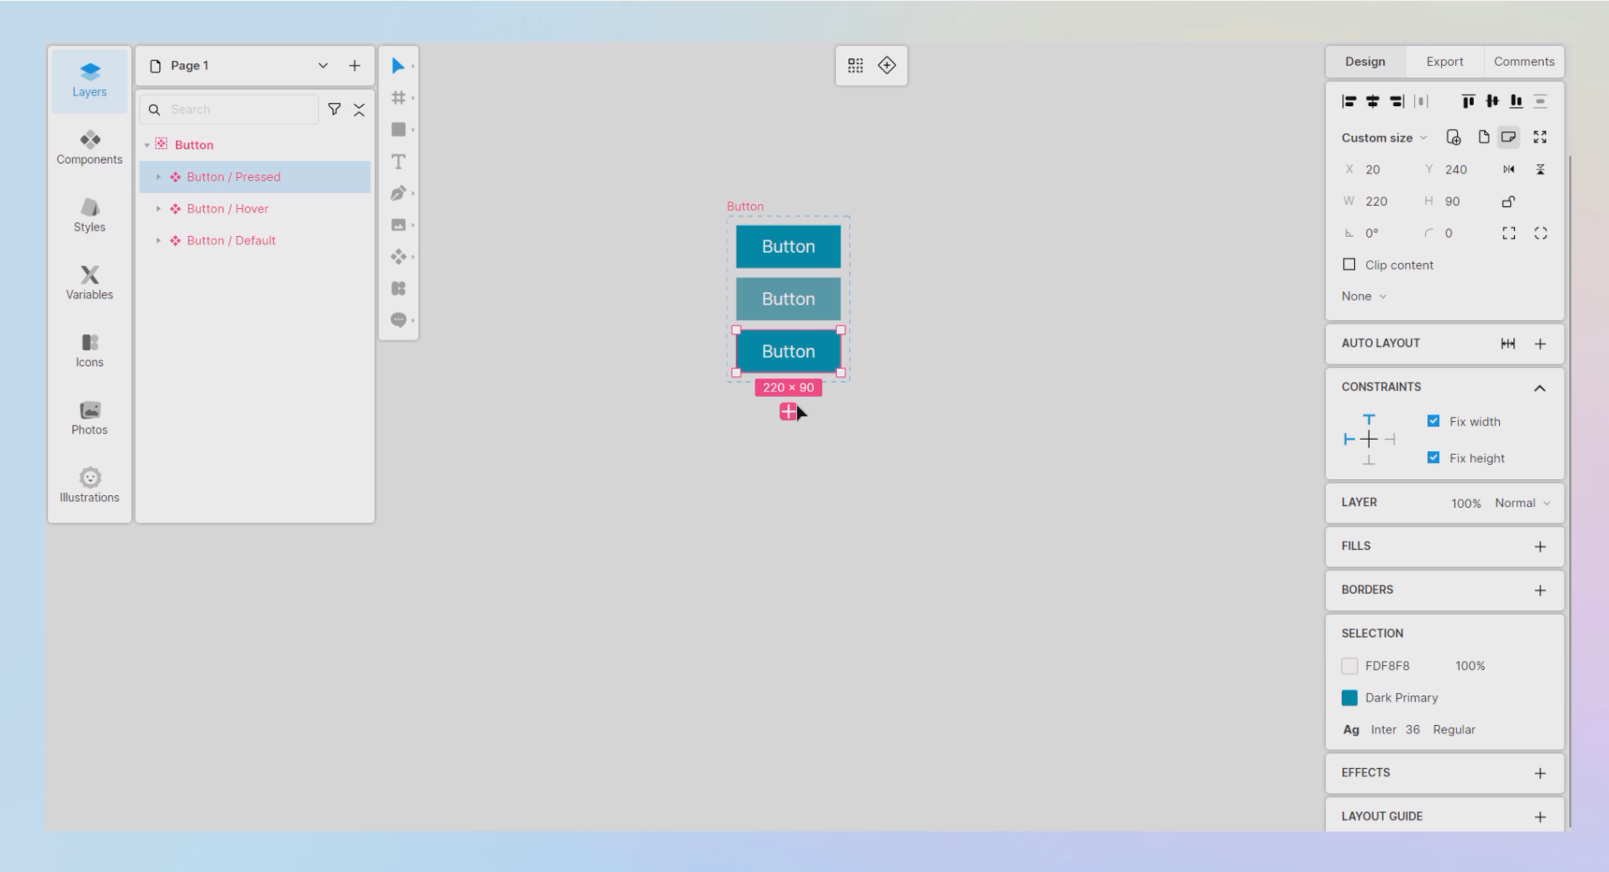 Layers
Components
Styles
Variables
Icons
Photos
Illustrations
Page 1
Search
Button
Button / Pressed
Button / Hover
Button / Default
T
Button
Button
Button
Button
220 × 90
Design Export Comments
Custom size
X 20 Y 240
W 220 H 90
0° 0
Clip content
None
AUTO LAYOUT
CONSTRAINTS
Fix width
Fix height
LAYER 100% Normal
FILLS
BORDERS
SELECTION
FDF8F8 100%
Dark Primary
Ag Inter 36 Regular
EFFECTS
LAYOUT GUIDE